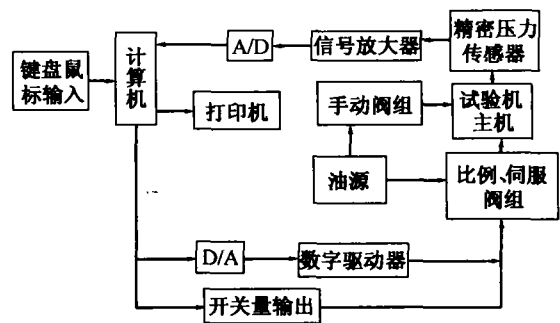 键盘鼠
标输入
计
算
机
A/D
信号放大器
精密压力
传感器
打印机
手动阀组
试验机
主机
油源
比例、伺服
阀组
D/A
数字驱动器
开关量输出